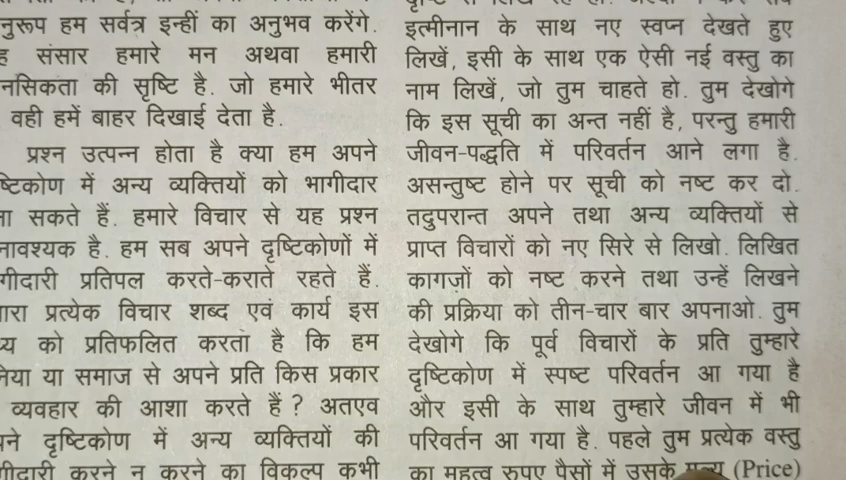 हम सर्वत्र इन्हीं का अनुभव करेंगे.
संसार हमारे मन अथवा हमारी
की सृष्टि है. जो हमारे भीतर
वही हमें बाहर दिखाई देता है.
प्रश्न उत्पन्न होता है क्या हम अपने
में अन्य व्यक्तियों को भागीदार
सकते हैं. हमारे विचार से यह प्रश्न
है. हम सब अपने दृष्टिकोणों में
प्रतिपल करते-कराते रहते हैं.
प्रत्येक विचार शब्द एवं कार्य इस
को प्रतिफलित करता है कि हम
या समाज से अपने प्रति किस प्रकार
व्यवहार की आशा करते हैं ? अतएव
दृष्टिकोण में अन्य व्यक्तियों की
करने न करने का विकल्प कभी
इत्मीनान के साथ नए स्वप्न देखते हुए
लिखें, इसी के साथ एक ऐसी नई वस्तु का
नाम लिखें, जो तुम चाहते हो. तुम देखोगे
कि इस सूची का अन्त नहीं है, परन्तु हमारी
जीवन-पद्धति में परिवर्तन आने लगा है.
असन्तुष्ट होने पर सूची को नष्ट कर दो.
तदुपरान्त अपने तथा अन्य व्यक्तियों से
प्राप्त विचारों को नए सिरे से लिखो. लिखित
कागज़ों को नष्ट करने तथा उन्हें लिखने
की प्रक्रिया को तीन-चार बार अपनाओ. तुम
देखोगे कि पूर्व विचारों के प्रति तुम्हारे
दृष्टिकोण में स्पष्ट परिवर्तन आ गया है
और इसी के साथ तुम्हारे जीवन में भी
परिवर्तन आ गया है. पहले तुम प्रत्येक वस्तु
का महत्व रुपए पैसों में उसके (Price)